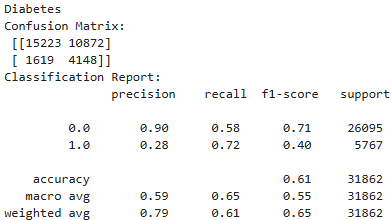 Diabetes
Confusion Matrix:
[[15223 10872]
[ 1619 4148]]
Classification Report:
precision recall f1-score support
0.0 0.90 0.58 0.71 26095
1.0 0.28 0.72 0.40 5767
accuracy 0.61 31862
macro avg 0.59 0.65 0.55 31862
weighted avg 0.79 0.61 0.65 31862